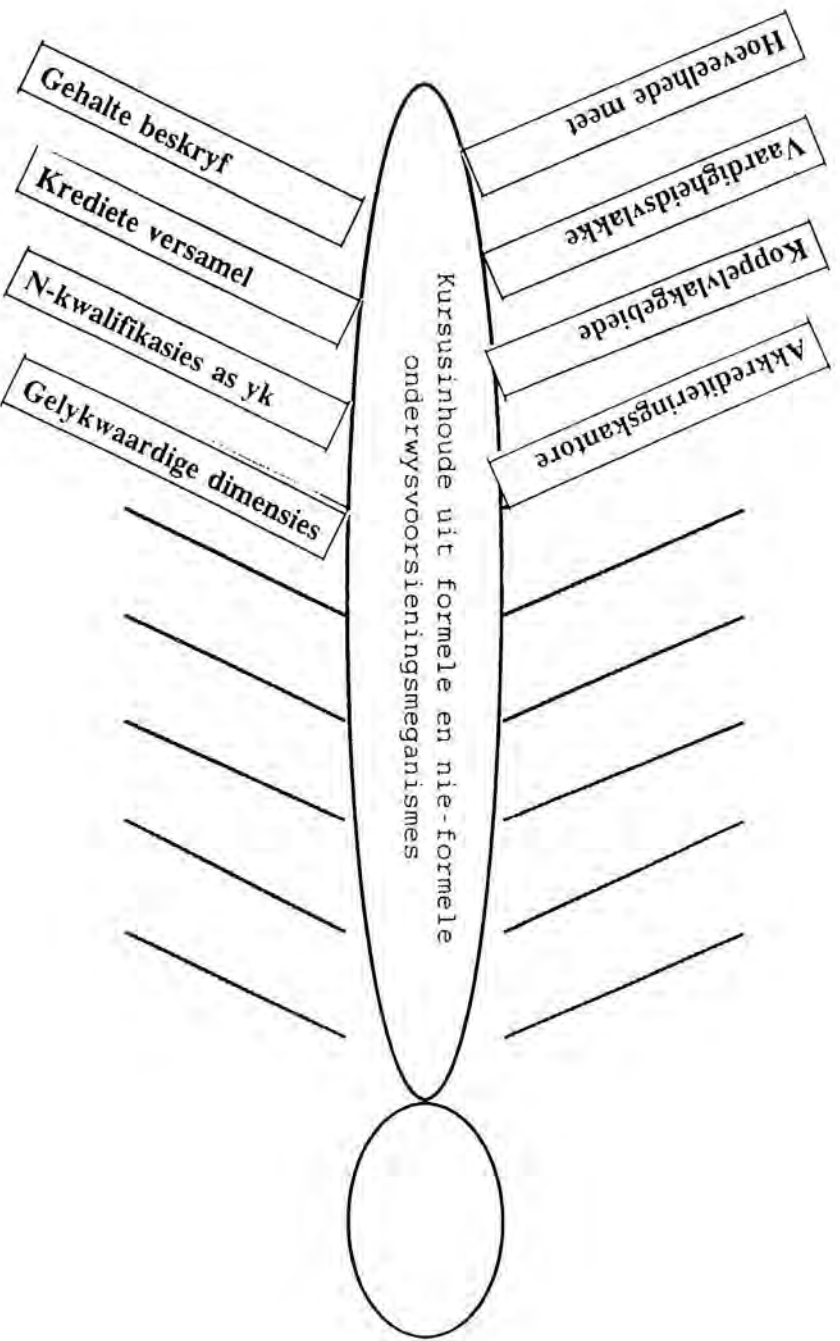 Gehalte beskryf
Krediete versamel
N-kwalifikasies as yk
Gelykwaardige dimensies
Kursusinhoude uit formele en nie-formele
onderwysvoorsieningsmeganismes
Hoeveelhede meet
Vaardigheidsvlakke
Koppelvlakgebiede
Akkrediteringskantore